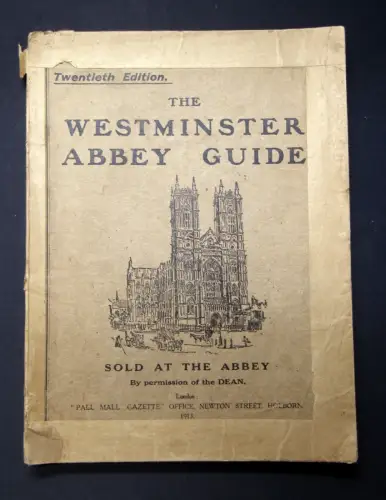 Twentieth Edition.
THE
WESTMINSTER
ABBEY GUIDE
SOLD AT THE ABBEY
By permission of the DEAN.
London
"PALL MALL GAZETTE" OFFICE, NEWTON STREET HOLBORN.